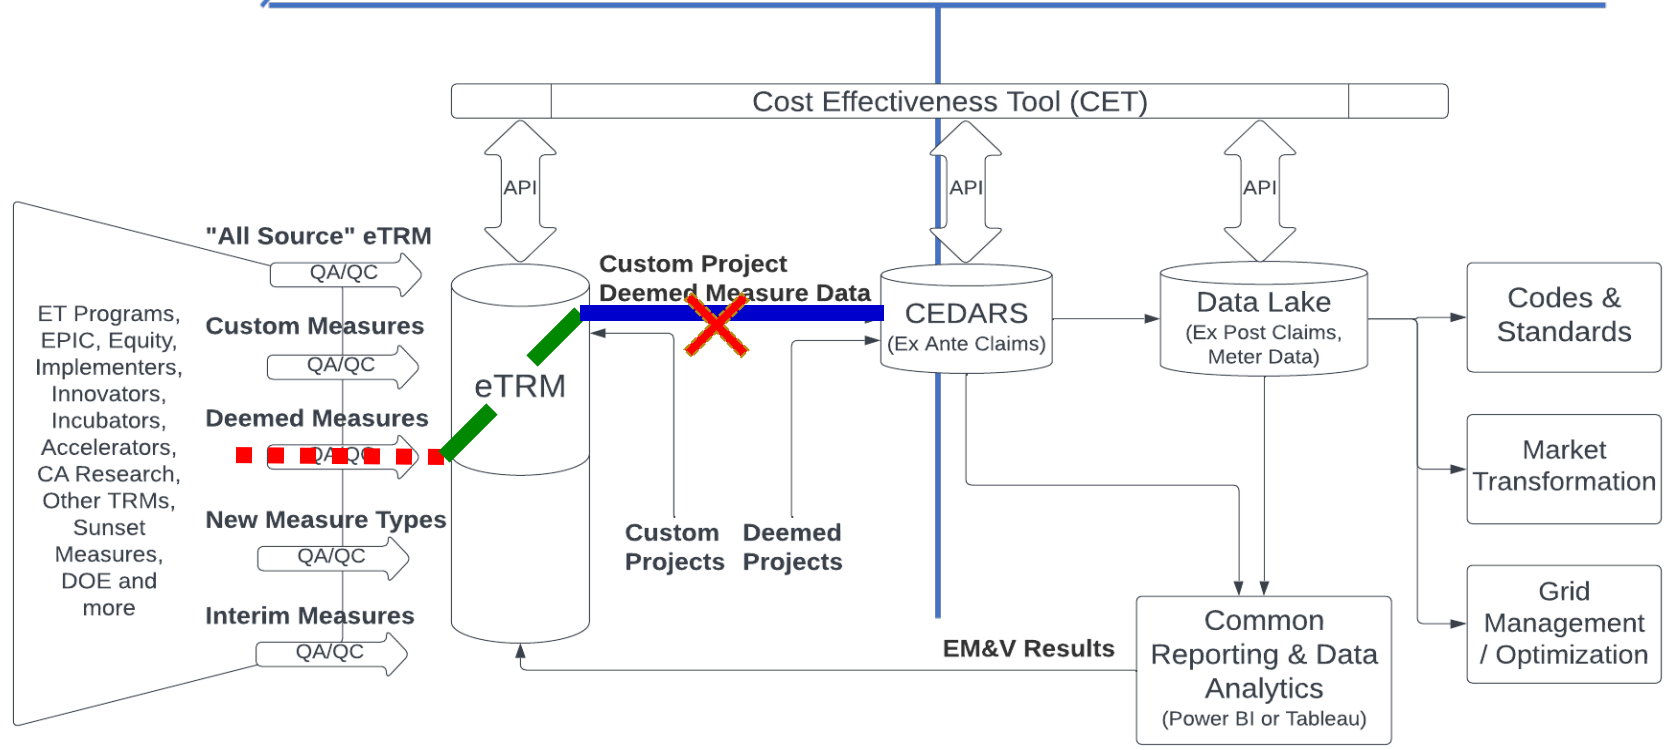 Cost Effectiveness Tool (CET)
API
API
API
"All Source" eTRM
QA/QC
Custom Measures
QA/QC
Deemed Measures
QA/QC
New Measure Types
QA/QC
Interim Measures
QA/QC
ET Programs,
EPIC, Equity,
Implementers,
Innovators,
Incubators,
Accelerators,
CA Research,
Other TRMs,
Sunset
Measures,
DOE and
more
eTRM
Custom Project
Deemed Measure Data
Custom
Projects
Deemed
Projects
CEDARS
(Ex Ante Claims)
Data Lake
(Ex Post Claims,
Meter Data)
Codes &
Standards
Market
Transformation
Grid
Management
/ Optimization
EM&V Results
Common
Reporting & Data
Analytics
(Power BI or Tableau)